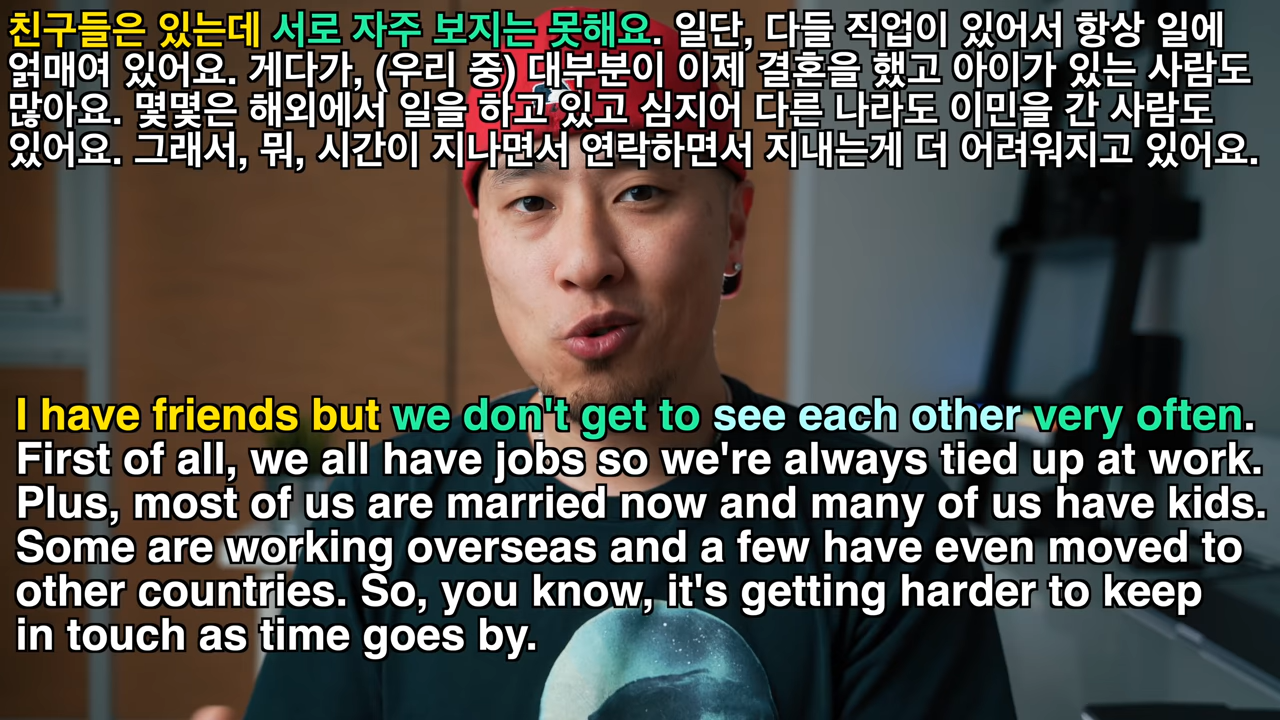 친구들은 있는데 서로 자주 보지는 못해요. 일단, 다들 직업이 있어서 항상 일에
얽매여 있어요. 게다가, (우리 중) 대부분이 이제 결혼을 했고 아이가 있는 사람도
많아요. 몇몇은 해외에서 일을 하고 있고 심지어 다른 나라도 이민을 간 사람도
있어요. 그래서, 뭐, 시간이 지나면서 연락하면서 지내는게 더 어려워지고 있어요.
I have friends but we don't get to see each other very often.
First of all, we all have jobs so we're always tied up at work.
Plus, most of us are married now and many of us have kids.
Some are working overseas and a few have even moved to
other countries. So, you know, it's getting harder to keep
in touch as time goes by.